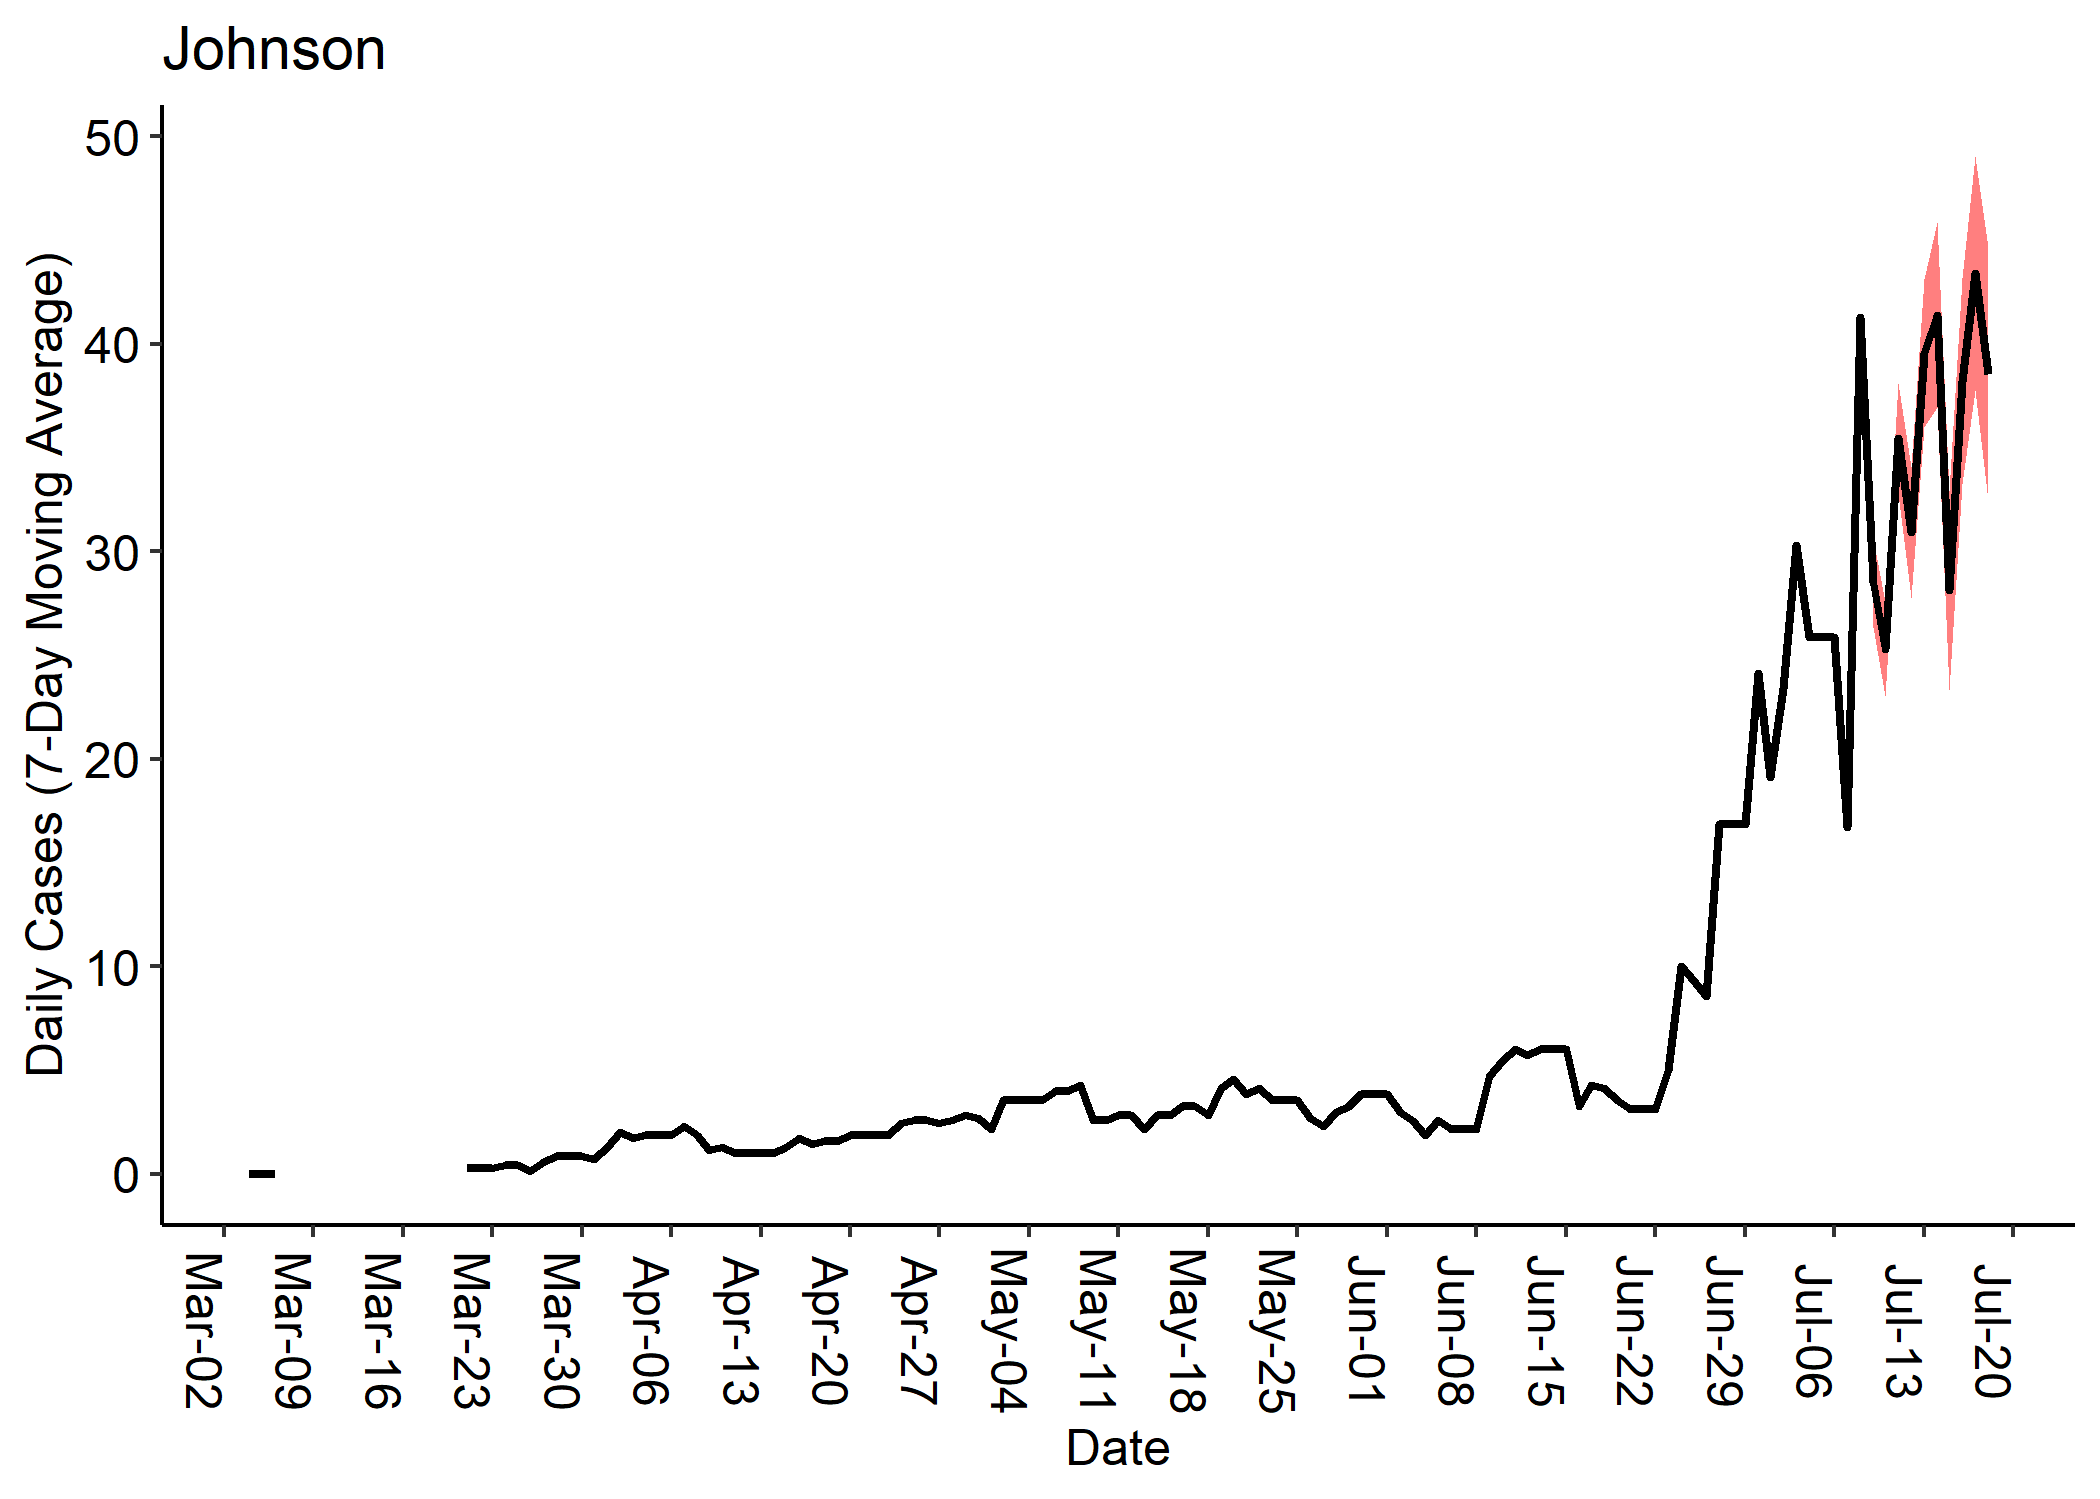 Johnson
Daily Cases (7-Day Moving Average)
50
40
30
20
10
0
Mar-02
Mar-09
Mar-16
Mar-23
Mar-30
Apr-06
Apr-13
Apr-20
Apr-27
May-04
May-11
May-18
May-25
Jun-01
Jun-08
Jun-15
Jun-22
Jun-29
Jul-06
Jul-13
Jul-20
Date